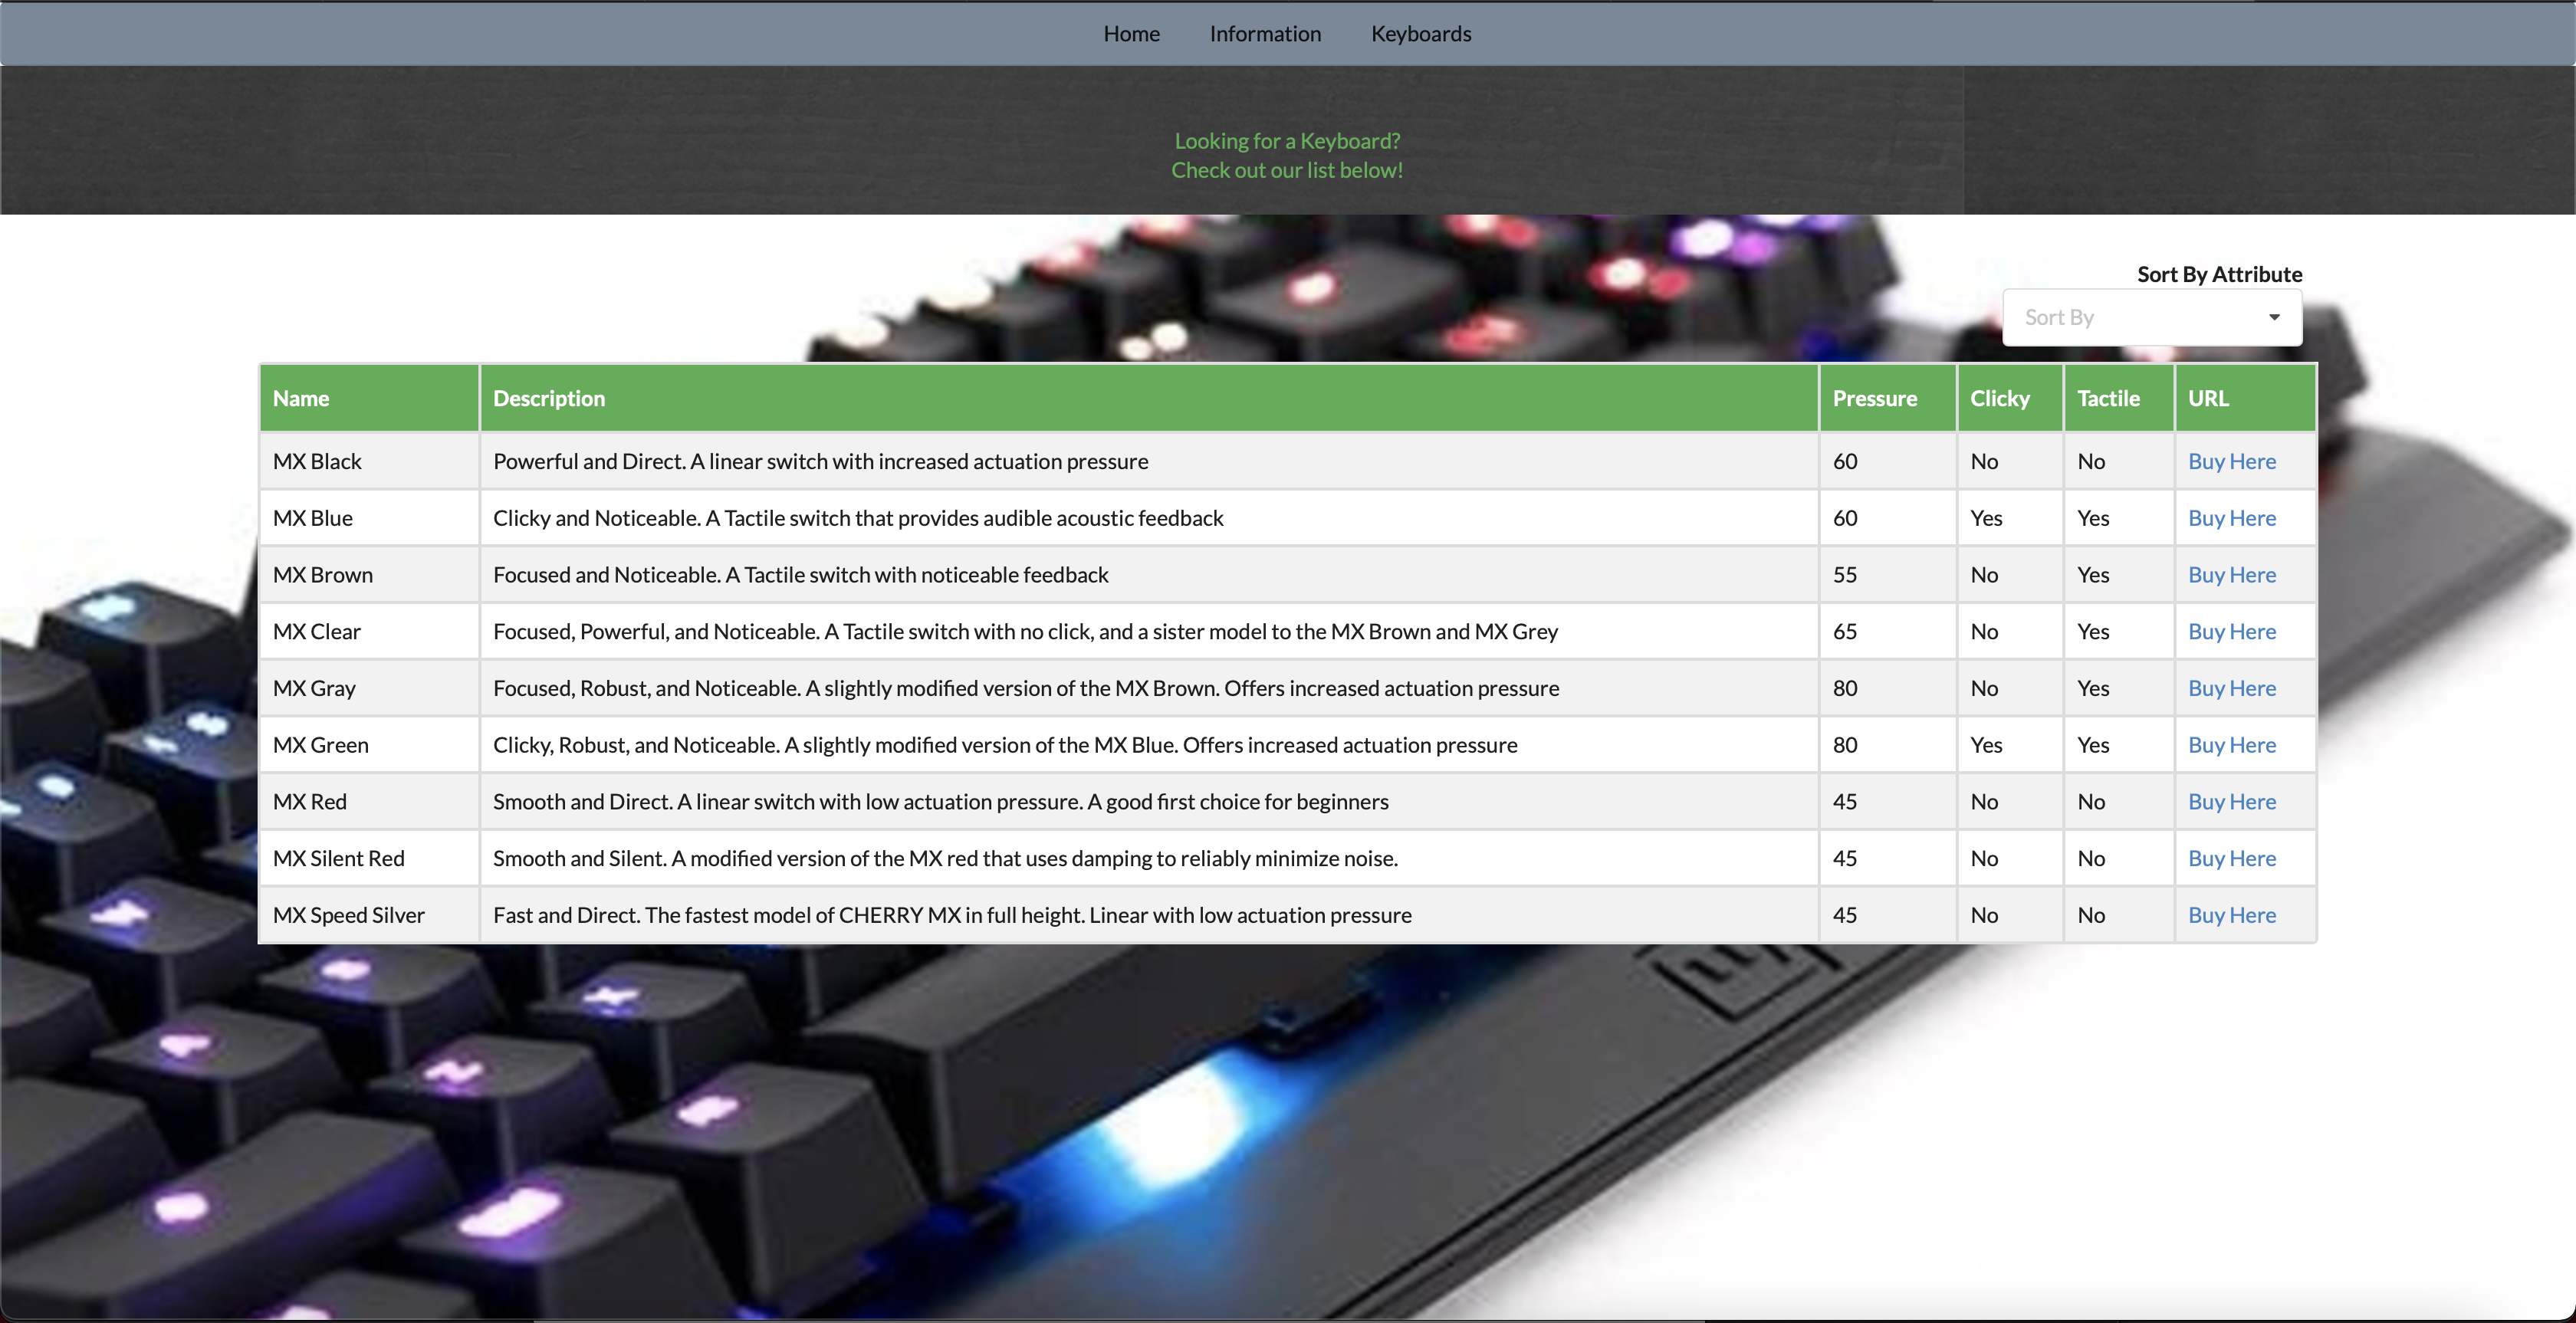 Home Information Keyboards
Looking for a Keyboard?
Check out our list below!
Sort By Attribute
Sort By
Name Description Pressure Clicky Tactile URL
MX Black Powerful and Direct. A linear switch with increased actuation pressure 60 No No Buy Here
MX Blue Clicky and Noticeable. A Tactile switch that provides audible acoustic feedback 60 Yes Yes Buy Here
MX Brown Focused and Noticeable. A Tactile switch with noticeable feedback 55 No Yes Buy Here
MX Clear Focused, Powerful, and Noticeable. A Tactile switch with no click, and a sister model to the MX Brown and MX Grey 65 No Yes Buy Here
MX Gray Focused, Robust, and Noticeable. A slightly modified version of the MX Brown. Offers increased actuation pressure 80 No Yes Buy Here
MX Green Clicky, Robust, and Noticeable. A slightly modified version of the MX Blue. Offers increased actuation pressure 80 Yes Yes Buy Here
MX Red Smooth and Direct. A linear switch with low actuation pressure. A good first choice for beginners 45 No No Buy Here
MX Silent Red Smooth and Silent. A modified version of the MX red that uses damping to reliably minimize noise. 45 No No Buy Here
MX Speed Silver Fast and Direct. The fastest model of CHERRY MX in full height. Linear with low actuation pressure 45 No No Buy Here